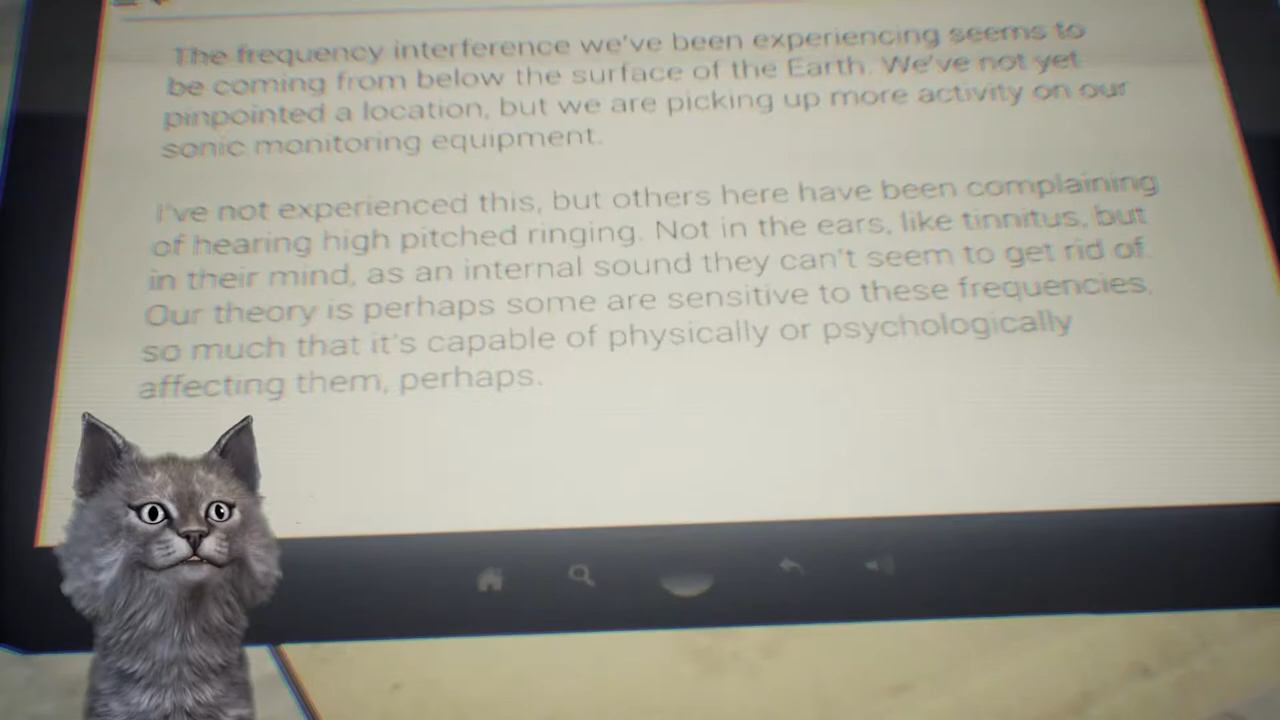 The frequency interference we've been experiencing seems to
be coming from below the surface of the Earth. We've not yet
pinpointed a location, but we are picking up more activity on our
sonic monitoring equipment.
I've not experienced this, but others here have been complaining
of hearing high pitched ringing. Not in the ears, like tinnitus, but
in their mind, as an internal sound they can't seem to get rid of.
Our theory is perhaps some are sensitive to these frequencies,
so much that it's capable of physically or psychologically
affecting them, perhaps.